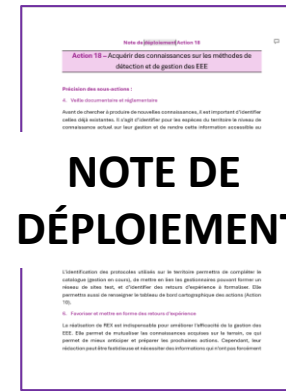 Note de déploiement Action 18
Action 18 – Acquérir des connaissances sur les méthodes de
détection et de gestion des EEE
Précision des sous-actions :
4. Veille documentaire et réglementaire
Avant de chercher à produire de nouvelles connaissances, il est important d'identifier
celles déjà existantes. Il s'agit d'identifier pour les espèces du territoire le niveau de
connaissance actuel sur leur gestion et de rendre cette information accessible au
NOTE DE
DÉPLOIEMENT
L'identification des protocoles utilisés sur le territoire permettra de compléter le
catalogue (gestion en cours), de mettre en lien les gestionnaires pouvant former un
réseau de sites test, et d'identifier des retours d'expérience à formaliser. Elle
permettra aussi de renseigner le tableau de bord cartographique des actions (Action
19).
6. Favoriser et mettre en forme des retours d'expérience
La réalisation de REX est indispensable pour améliorer l'efficacité de la gestion des
EEE. Elle permet de mutualiser les connaissances acquises sur le terrain, ce qui
permet de mieux anticiper et préparer les prochaines actions. Cependant, leur
rédaction peut être fastidieuse et nécessiter des informations qui n'ont pas forcément